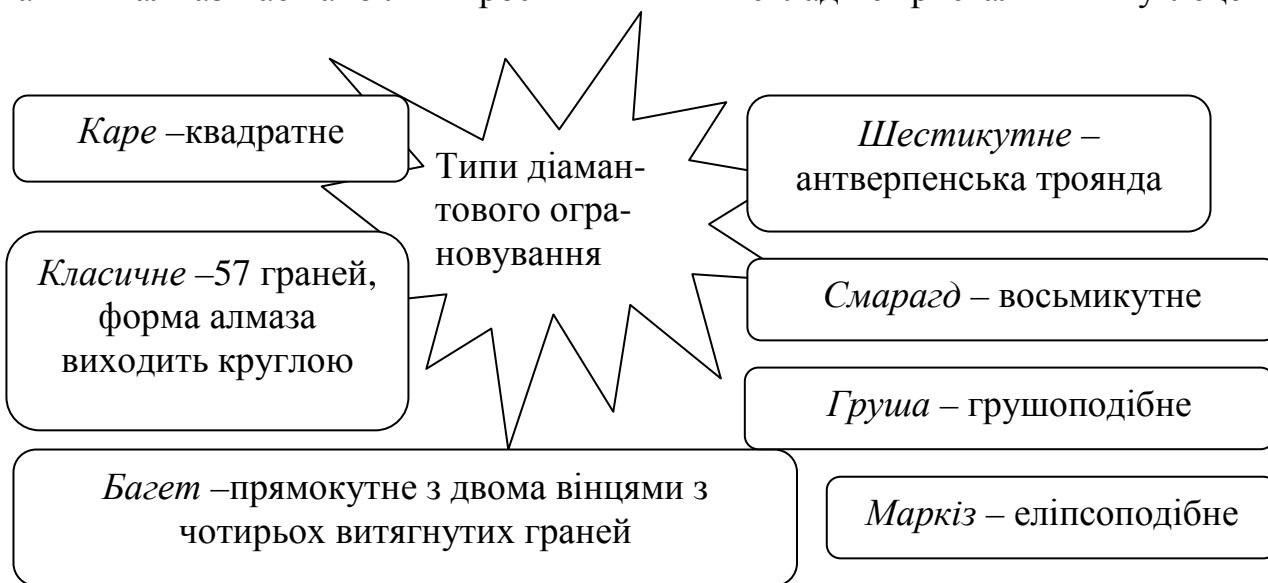 Каре –квадратне
Типи діаман-
тового огра-
новування
Шестикутне –
антверпенська троянда
Класичне –57 граней,
форма алмаза
виходить круглою
Смарагд – восьмикутне
Груша – грушоподібне
Багет –прямокутне з двома вінцями з
чотирьох витягнутих граней
Маркіз – еліпсоподібне